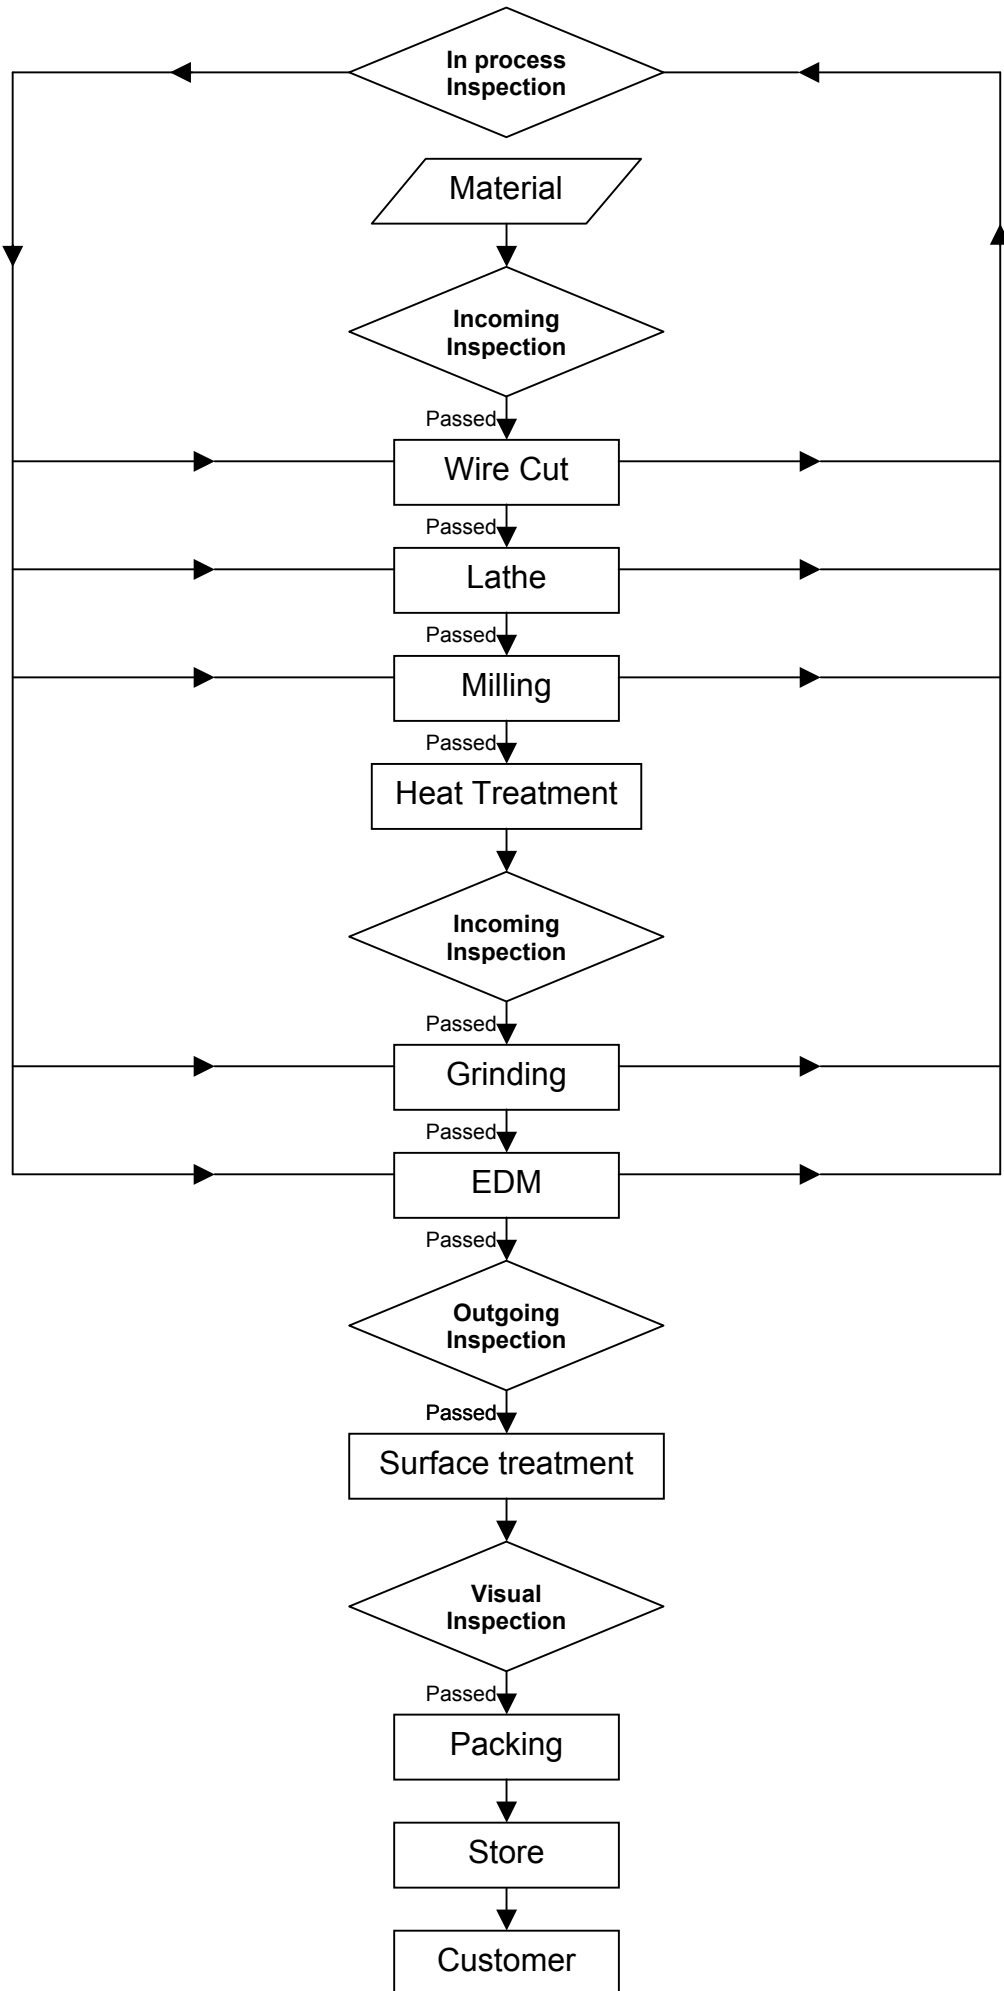 In process
Inspection
Material
Incoming
Inspection
Passed
Wire Cut
Passed
Lathe
Passed
Milling
Passed
Heat Treatment
Incoming
Inspection
Passed
Grinding
Passed
EDM
Passed
Outgoing
Inspection
Passed
Surface treatment
Visual
Inspection
Passed
Packing
Store
Customer